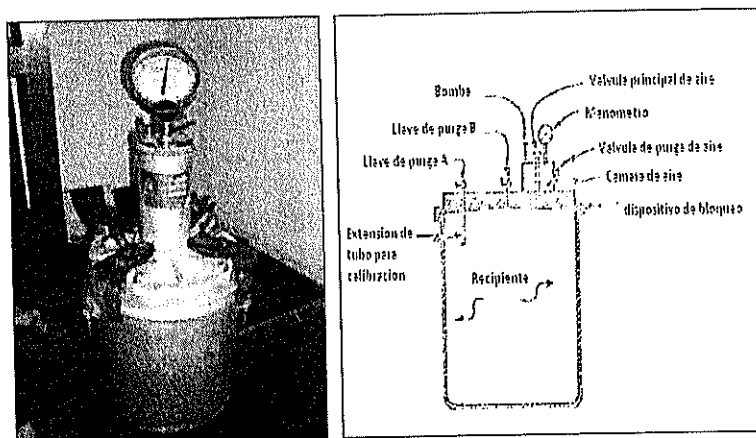 Valvula principal de aire
Bomba
Manometro
Llave de purga B
Valvula de purga de aire
Llave de purga A
Camara de aire
dispositivo de bloqueo
Extension de
tubo para
calibracion
Recipiente